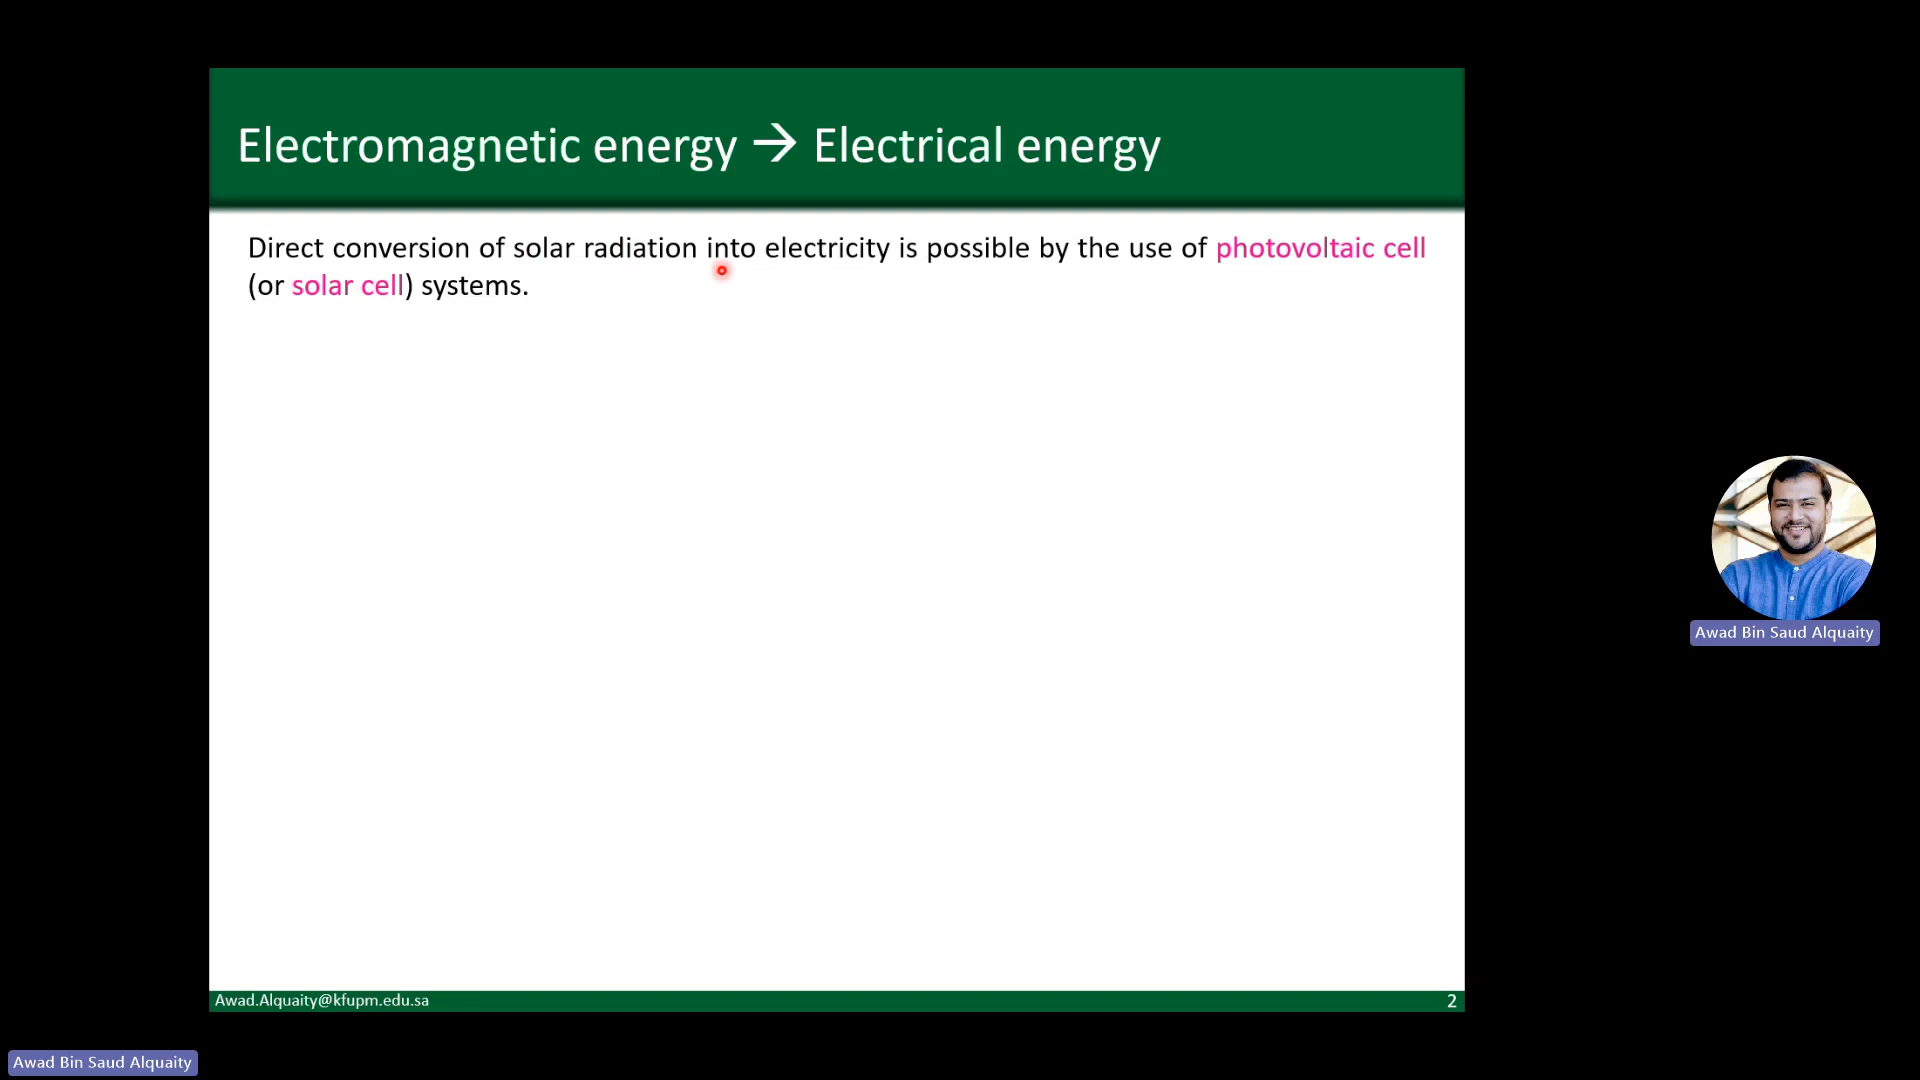 Electromagnetic energy → Electrical energy
Direct conversion of solar radiation into electricity is possible by the use of photovoltaic cell
(or solar cell) systems.
Awad Bin Saud Alquaity
Awad.Alquaity@kfupm.edu.sa
2
Awad Bin Saud Alquaity